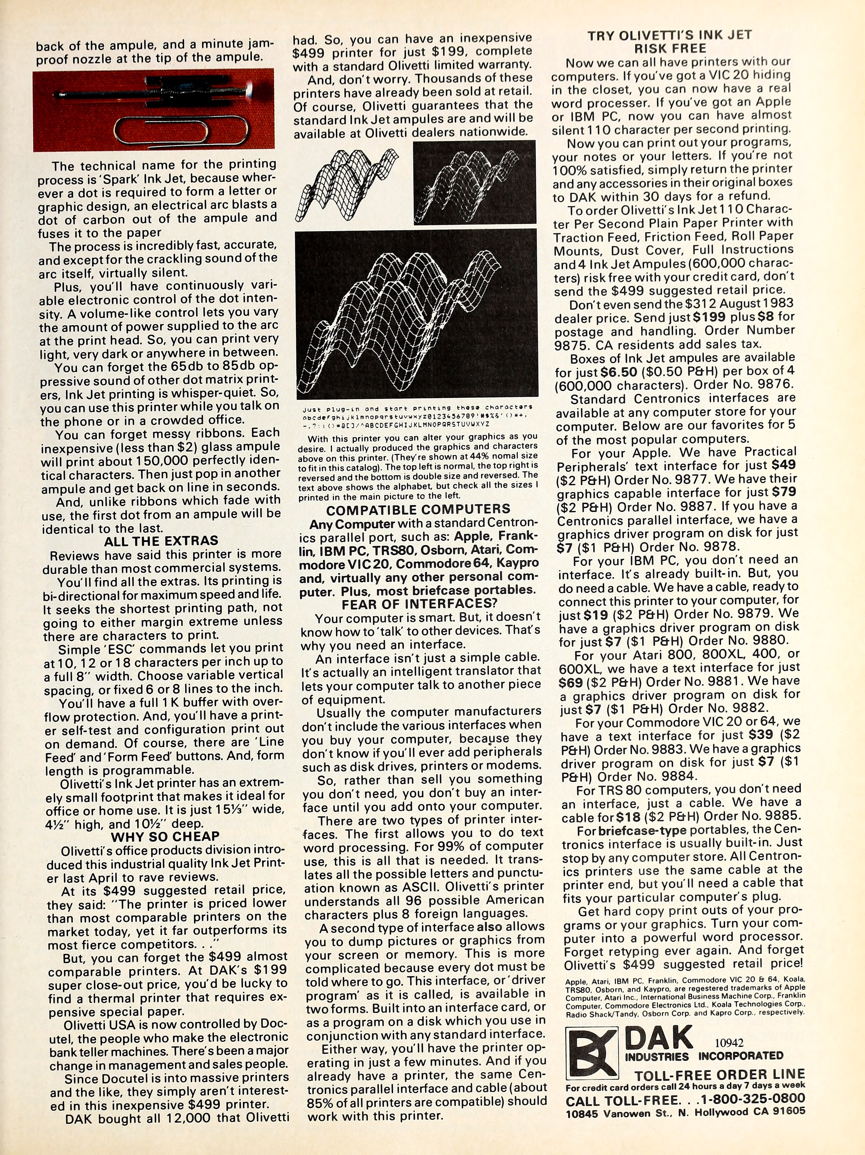 back of the ampule, and a minute jam-
proof nozzle at the tip of the ampule.
The technical name for the printing
process is 'Spark' Ink Jet, because wher-
ever a dot is required to form a letter or
graphic design, an electrical arc blasts a
dot of carbon out of the ampule and
fuses it to the paper
The process is incredibly fast, accurate,
and except for the crackling sound of the
arc itself, virtually silent.
Plus, you'll have continuously vari-
able electronic control of the dot inten-
sity. A volume-like control lets you vary
the amount of power supplied to the arc
at the print head. So, you can print very
light, very dark or anywhere in between.
You can forget the 65db to 85db op-
pressive sound of other dot matrix print-
ers, Ink Jet printing is whisper-quiet. So,
you can use this printer while you talk on
the phone or in a crowded office.
You can forget messy ribbons. Each
inexpensive (less than $2) glass ampule
will print about 150,000 perfectly iden-
tical characters. Then just pop in another
ampule and get back on line in seconds.
And, unlike ribbons which fade with
use, the first dot from an ampule will be
identical to the last.
ALL THE EXTRAS
Reviews have said this printer is more
durable than most commercial systems.
You'll find all the extras. Its printing is
bi-directional for maximum speed and life.
It seeks the shortest printing path, not
going to either margin extreme unless
there are characters to print.
Simple 'ESC' commands let you print
at 10, 12 or 18 characters per inch up to
a full 8" width. Choose variable vertical
spacing, or fixed 6 or 8 lines to the inch.
You'll have a full 1K buffer with over-
flow protection. And, you'll have a print-
er self-test and configuration print out
on demand. Of course, there are 'Line
Feed' and 'Form Feed' buttons. And, form
length is programmable.
Olivetti's Ink Jet printer has an extrem-
ely small footprint that makes it ideal for
office or home use. It is just 15⅓" wide,
4½" high, and 10½" deep.
WHY SO CHEAP
Olivetti's office products division intro-
duced this industrial quality Ink Jet Print-
er last April to rave reviews.
At its $499 suggested retail price,
they said: "The printer is priced lower
than most comparable printers on the
market today, yet it far outperforms its
most fierce competitors. . ."
But, you can forget the $499 almost
comparable printers. At DAK's $199
super close-out price, you'd be lucky to
find a thermal printer that requires ex-
pensive special paper.
Olivetti USA is now controlled by Doc-
utel, the people who make the electronic
bank teller machines. There's been a major
change in management and sales people.
Since Docutel is into massive printers
and the like, they simply aren't interest-
ed in this inexpensive $499 printer.
DAK bought all 12,000 that Olivetti
had. So, you can have an inexpensive
$499 printer for just $199, complete
with a standard Olivetti limited warranty.
And, don't worry. Thousands of these
printers have already been sold at retail.
Of course, Olivetti guarantees that the
standard Ink Jet ampules are and will be
available at Olivetti dealers nationwide.
Just plug-in and start printing these characters
abcdefghijklmnopqrstuvwxyz0123456789
ABCDEFGHIJKLMNOPQRSTUVWXYZ
With this printer you can alter your graphics as you
desire. I actually produced the graphics and characters
above on this printer. (They're shown at 44% nomal size
to fit in this catalog). The top left is normal, the top right is
reversed and the bottom is double size and reversed. The
text above shows the alphabet, but check all the sizes I
printed in the main picture to the left.
COMPATIBLE COMPUTERS
Any Computer with a standard Centron-
ics parallel port, such as: Apple, Frank-
lin, IBM PC, TRS80, Osborn, Atari, Com-
modore VIC 20, Commodore 64, Kaypro
and, virtually any other personal com-
puter. Plus, most briefcase portables.
FEAR OF INTERFACES?
Your computer is smart. But, it doesn't
know how to 'talk' to other devices. That's
why you need an interface.
An interface isn't just a simple cable.
It's actually an intelligent translator that
lets your computer talk to another piece
of equipment.
Usually the computer manufacturers
don't include the various interfaces when
you buy your computer, because they
don't know if you'll ever add peripherals
such as disk drives, printers or modems.
So, rather than sell you something
you don't need, you don't buy an inter-
face until you add onto your computer.
There are two types of printer inter-
faces. The first allows you to do text
word processing. For 99% of computer
use, this is all that is needed. It trans-
lates all the possible letters and punctu-
ation known as ASCII. Olivetti's printer
understands all 96 possible American
characters plus 8 foreign languages.
A second type of interface also allows
you to dump pictures or graphics from
your screen or memory. This is more
complicated because every dot must be
told where to go. This interface, or 'driver
program' as it is called, is available in
two forms. Built into an interface card, or
as a program on a disk which you use in
conjunction with any standard interface.
Either way, you'll have the printer op-
erating in just a few minutes. And if you
already have a printer, the same Cen-
tronics parallel interface and cable (about
85% of all printers are compatible) should
work with this printer.
TRY OLIVETTI'S INK JET
RISK FREE
Now we can all have printers with our
computers. If you've got a VIC 20 hiding
in the closet, you can now have a real
word processer. If you've got an Apple
or IBM PC, now you can have almost
silent 110 character per second printing.
Now you can print out your programs,
your notes or your letters. If you're not
100% satisfied, simply return the printer
and any accessories in their original boxes
to DAK within 30 days for a refund.
To order Olivetti's Ink Jet 110 Charac-
ter Per Second Plain Paper Printer with
Traction Feed, Friction Feed, Roll Paper
Mounts, Dust Cover, Full Instructions
and 4 Ink Jet Ampules (600,000 charac-
ters) risk free with your credit card, don't
send the $499 suggested retail price.
Don't even send the $312 August 1983
dealer price. Send just $199 plus $8 for
postage and handling. Order Number
9875. CA residents add sales tax.
Boxes of Ink Jet ampules are available
for just $6.50 ($0.50 P&H) per box of 4
(600,000 characters). Order No. 9876.
Standard Centronics interfaces are
available at any computer store for your
computer. Below are our favorites for 5
of the most popular computers.
For your Apple. We have Practical
Peripherals' text interface for just $49
($2 P&H) Order No. 9877. We have their
graphics capable interface for just $79
($2 P&H) Order No. 9887. If you have a
Centronics parallel interface, we have a
graphics driver program on disk for just
$7 ($1 P&H) Order No. 9878.
For your IBM PC, you don't need an
interface. It's already built-in. But, you
do need a cable. We have a cable, ready to
connect this printer to your computer, for
just $19 ($2 P&H) Order No. 9879. We
have a graphics driver program on disk
for just $7 ($1 P&H) Order No. 9880.
For your Atari 800, 800XL, 400, or
600XL, we have a text interface for just
$69 ($2 P&H) Order No. 9881. We have
a graphics driver program on disk for
just $7 ($1 P&H) Order No. 9882.
For your Commodore VIC 20 or 64, we
have a text interface for just $39 ($2
P&H) Order No. 9883. We have a graphics
driver program on disk for just $7 ($1
P&H) Order No. 9884.
For TRS 80 computers, you don't need
an interface, just a cable. We have a
cable for $18 ($2 P&H) Order No. 9885.
For briefcase-type portables, the Cen-
tronics interface is usually built-in. Just
stop by any computer store. All Centron-
ics printers use the same cable at the
printer end, but you'll need a cable that
fits your particular computer's plug.
Get hard copy print outs of your pro-
grams or your graphics. Turn your com-
puter into a powerful word processor.
Forget retyping ever again. And forget
Olivetti's $499 suggested retail price!
Apple, Atari, IBM PC, Franklin, Commodore VIC 20 & 64, Koala,
TRS80, Osborn, and Kaypro, are regestered trademarks of Apple
Computer, Atari Inc., International Business Machine Corp., Franklin
Computer, Commodore Electronics Ltd., Koala Technologies Corp.,
Radio Shack/Tandy, Osborn Corp. and Kapro Corp., respectively.
DAK 10942
INDUSTRIES INCORPORATED
TOLL-FREE ORDER LINE
For credit card orders call 24 hours a day 7 days a week
CALL TOLL-FREE. . .1-800-325-0800
10845 Vanowen St., N. Hollywood CA 91605